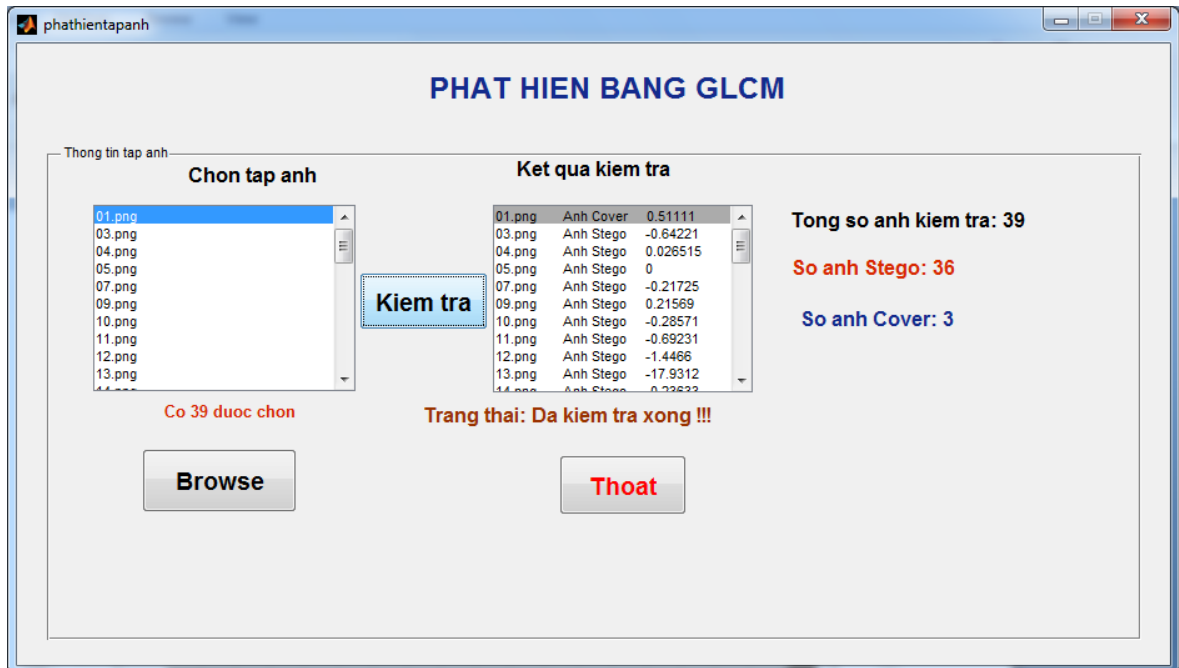 phathientapanh
PHAT HIEN BANG GLCM
Thong tin tap anh
Chon tap anh
01.png
03.png
04.png
05.png
07.png
09.png
10.png
11.png
12.png
13.png
Co 39 duoc chon
Browse
Kiem tra
Ket qua kiem tra
01.png Anh Cover 0.51111
03.png Anh Stego -0.64221
04.png Anh Stego 0.026515
05.png Anh Stego 0
07.png Anh Stego -0.21725
09.png Anh Stego 0.21569
10.png Anh Stego -0.28571
11.png Anh Stego -0.69231
12.png Anh Stego -1.4466
13.png Anh Stego -17.9312
14.png Anh Stego
Trang thai: Da kiem tra xong !!!
Thoat
Tong so anh kiem tra: 39
So anh Stego: 36
So anh Cover: 3